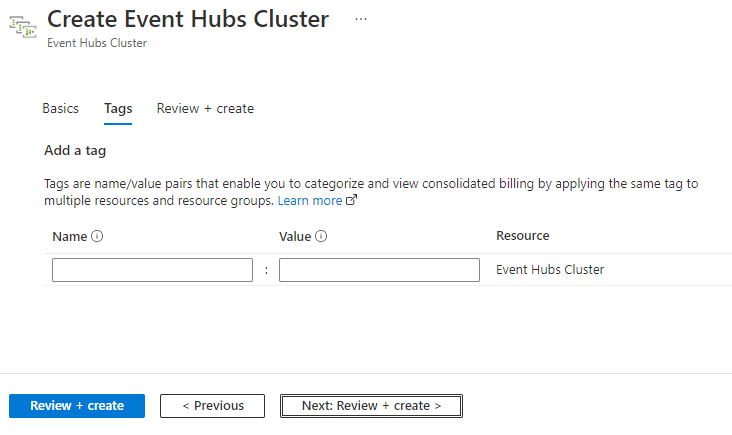 Create Event Hubs Cluster ...
Event Hubs Cluster
Basics Tags Review + create
Add a tag
Tags are name/value pairs that enable you to categorize and view consolidated billing by applying the same tag to
multiple resources and resource groups. Learn more
Name Value Resource
: Event Hubs Cluster
Review + create < Previous Next: Review + create >